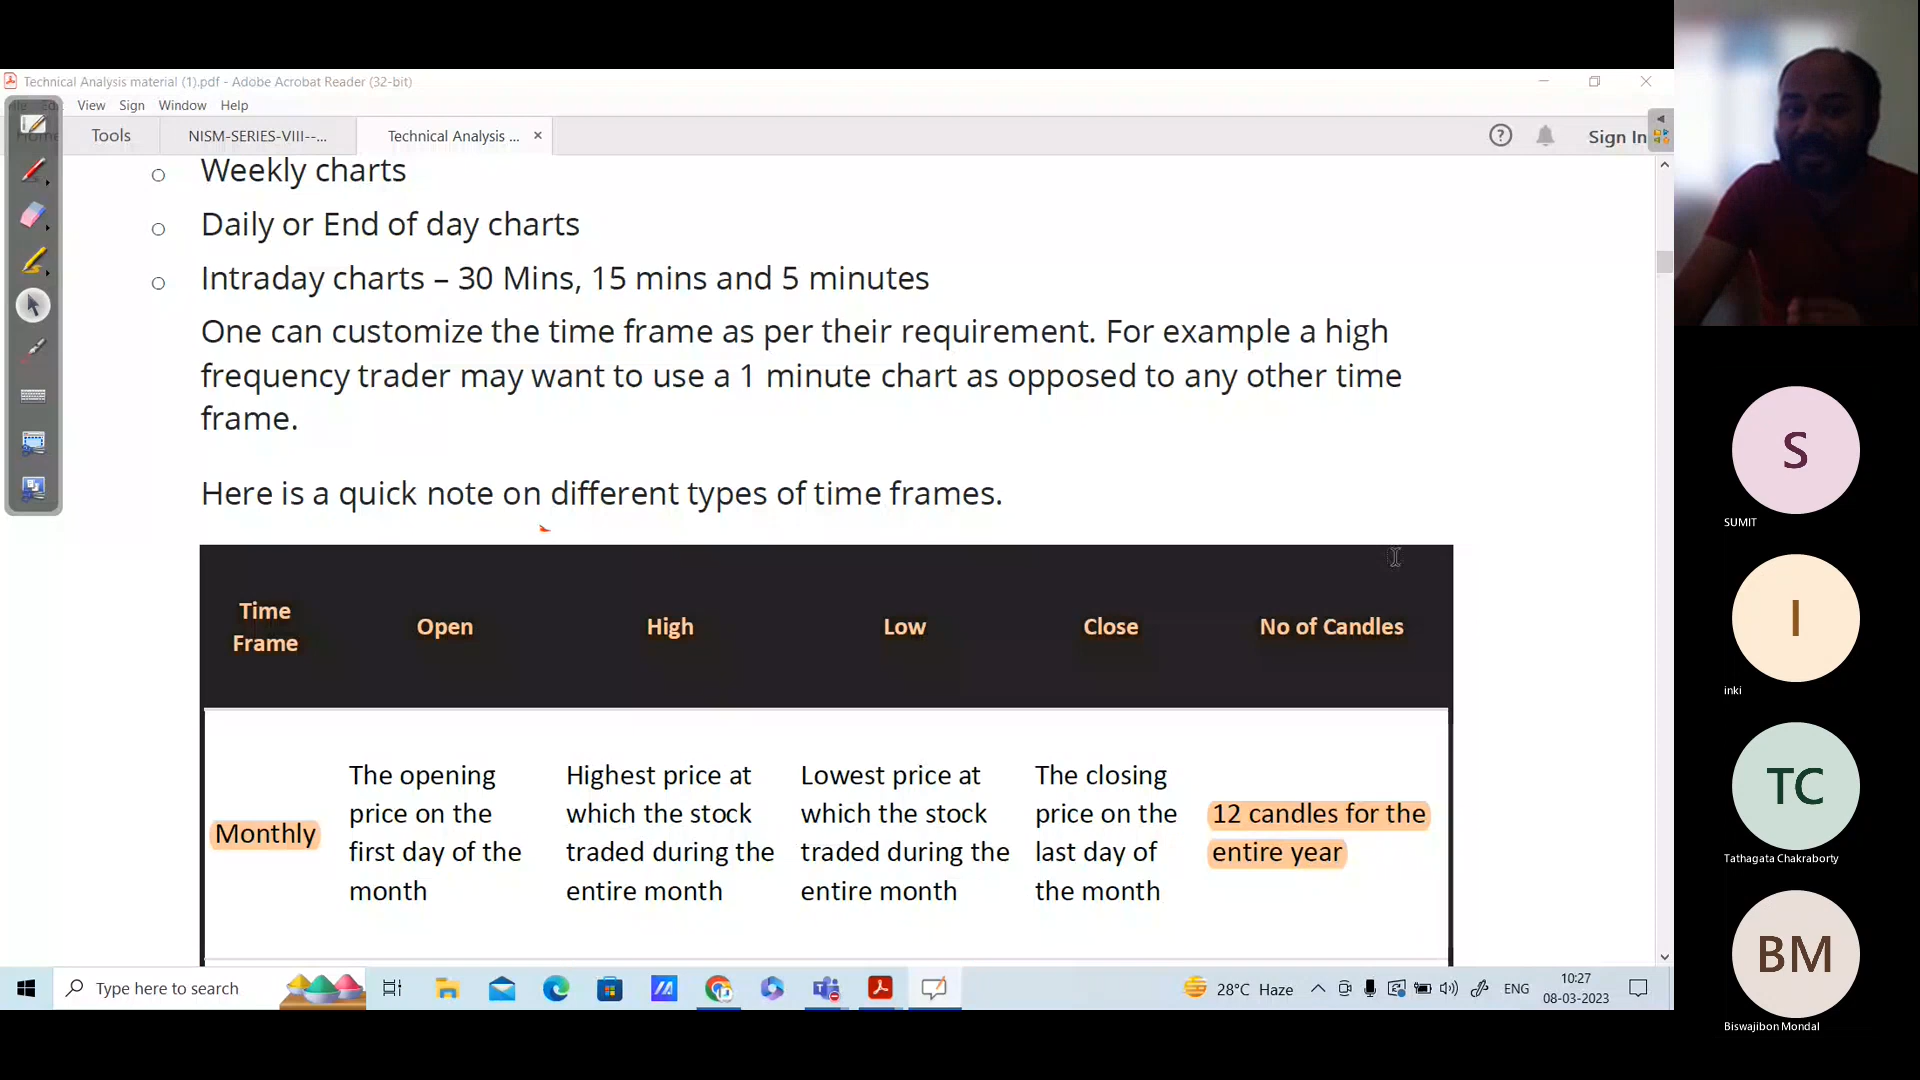 Technical Analysis material (1).pdf - Adobe Acrobat Reader (32-bit)
View Sign Window Help
Tools
NISM-SERIES-VIII--...
Technical Analysis ...
Sign In
Weekly charts
Daily or End of day charts
Intraday charts – 30 Mins, 15 mins and 5 minutes
One can customize the time frame as per their requirement. For example a high
frequency trader may want to use a 1 minute chart as opposed to any other time
frame.
Here is a quick note on different types of time frames.
Time
Frame
Open
High
Low
Close
No of Candles
Monthly
The opening
price on the
first day of the
month
Highest price at
which the stock
traded during the
entire month
Lowest price at
which the stock
traded during the
entire month
The closing
price on the
last day of
the month
12 candles for the
entire year
Type here to search
28°C Haze
ENG
10:27
08-03-2023
S
SUMIT
I
inki
TC
Tathagata Chakraborty
BM
Biswajibon Mondal